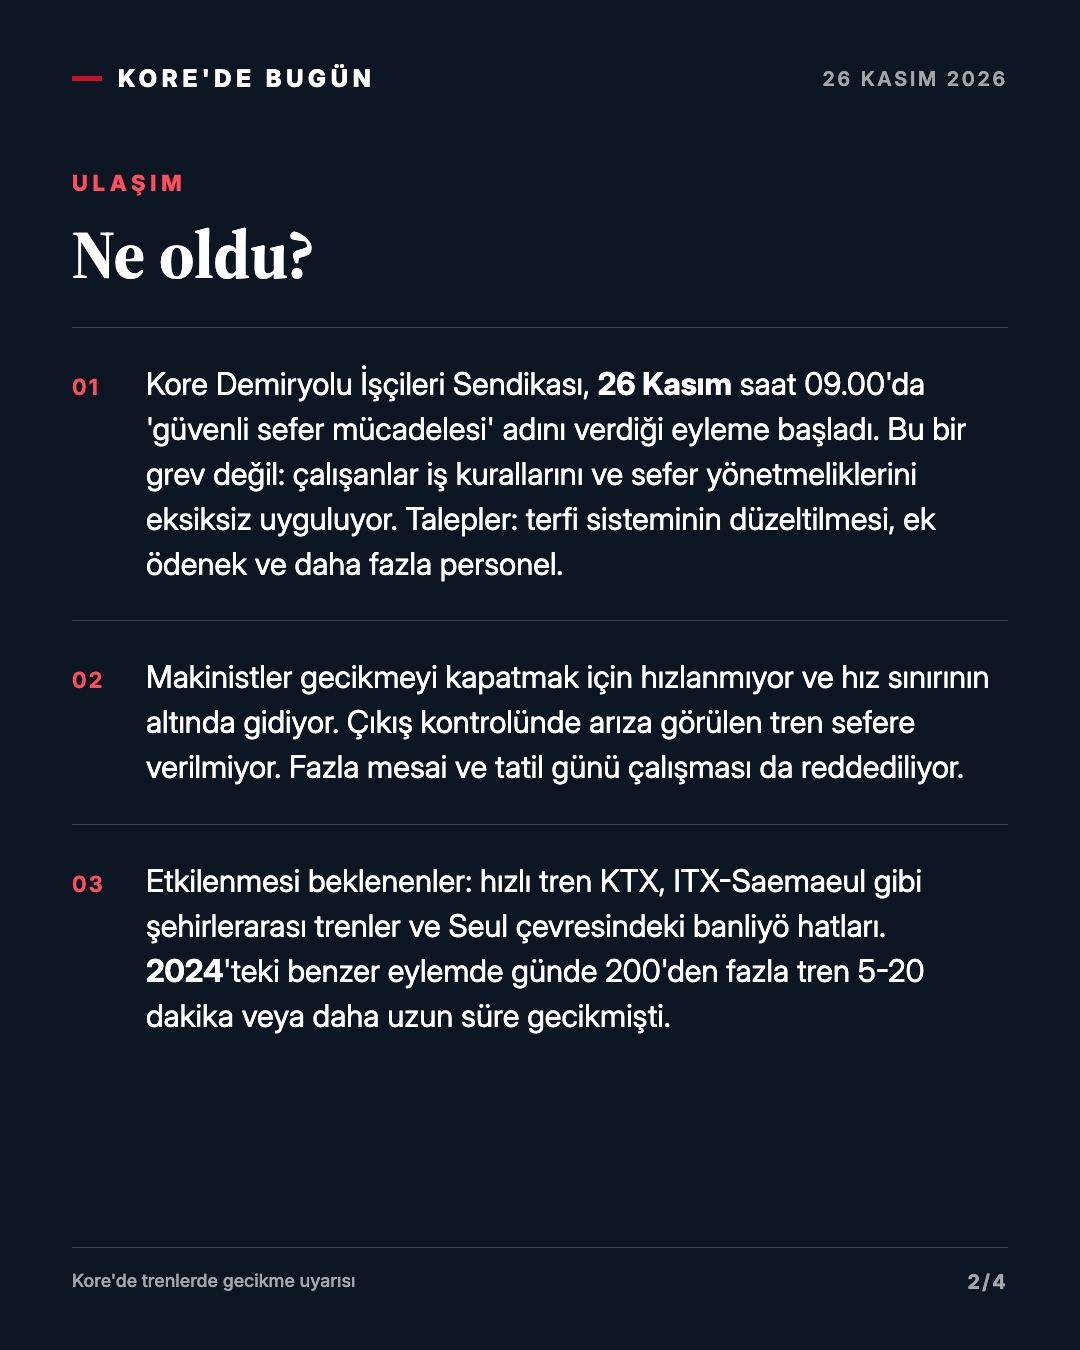 KORE'DE BUGÜN
26 KASIM 2026
ULAŞIM
Ne oldu?
01
Kore Demiryolu İşçileri Sendikası, 26 Kasım saat 09.00'da
'güvenli sefer mücadelesi' adını verdiği eyleme başladı. Bu bir
grev değil: çalışanlar iş kurallarını ve sefer yönetmeliklerini
eksiksiz uyguluyor. Talepler: terfi sisteminin düzeltilmesi, ek
ödenek ve daha fazla personel.
02
Makinistler gecikmeyi kapatmak için hızlanmıyor ve hız sınırının
altında gidiyor. Çıkış kontrolünde arıza görülen tren sefere
verilmiyor. Fazla mesai ve tatil günü çalışması da reddediliyor.
03
Etkilenmesi beklenenler: hızlı tren KTX, ITX-Saemaeul gibi
şehirlerarası trenler ve Seul çevresindeki banliyö hatları.
2024'teki benzer eylemde günde 200'den fazla tren 5-20
dakika veya daha uzun süre gecikmişti.
Kore'de trenlerde gecikme uyarısı
2/4